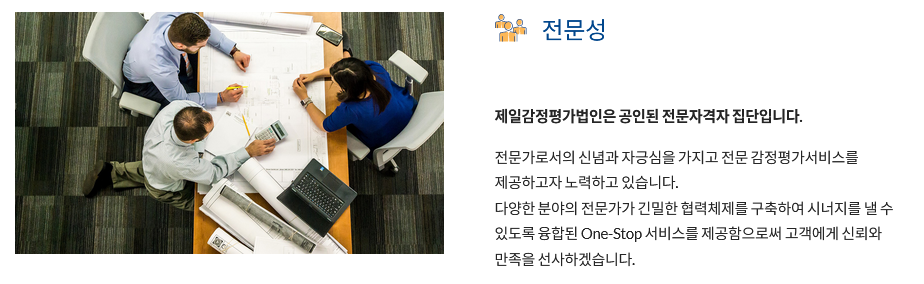 전문성
제일감정평가법인은 공인된 전문자격자 집단입니다.
전문가로서의 신념과 자긍심을 가지고 전문 감정평가서비스를
제공하고자 노력하고 있습니다.
다양한 분야의 전문가가 긴밀한 협력체제를 구축하여 시너지를 낼 수
있도록 융합된 One-Stop 서비스를 제공함으로써 고객에게 신뢰와
만족을 선사하겠습니다.